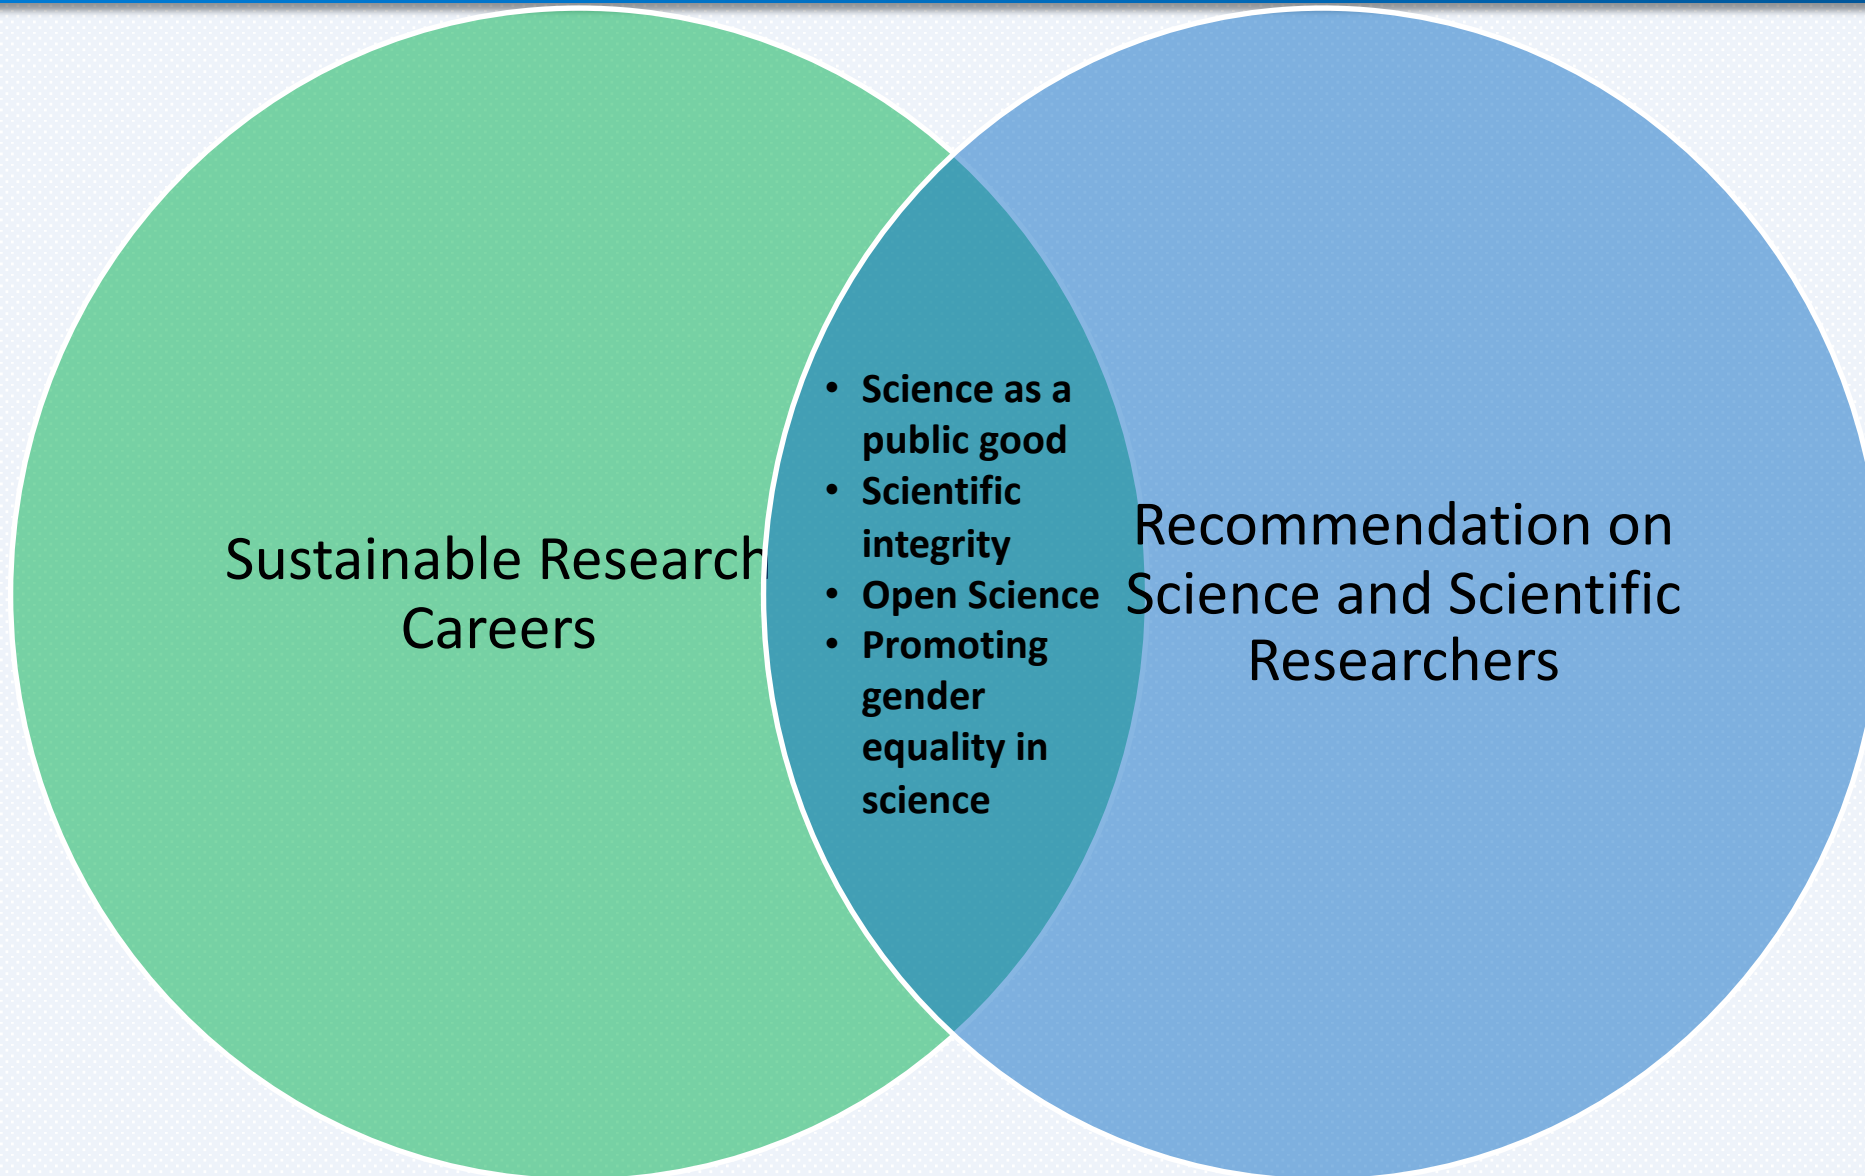 Sustainable Research
Careers
• Science as a
public good
• Scientific
integrity
• Open Science
• Promoting
gender
equality in
science
Recommendation on
Science and Scientific
Researchers